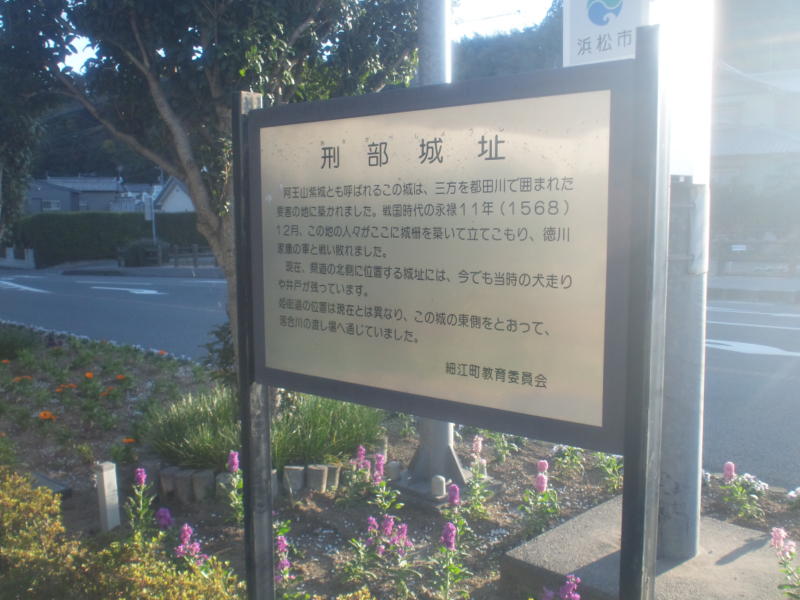 浜松市
刑部城址
阿王山紫城とも呼ばれるこの城は、三方を都田川で囲まれた
要害の地に築かれました。戦国時代の永禄11年(1568)
12月、この地の人々がここに城柵を築いて立てこもり、徳川
家康の軍と戦い敗れました。
現在、県道の北側に位置する城址には、今でも当時の犬走り
や井戸が残っています。
姫街道の位置は現在とは異なり、この城の東側をとおって、
落合川の渡し場へ通じていました。
細江町教育委員会